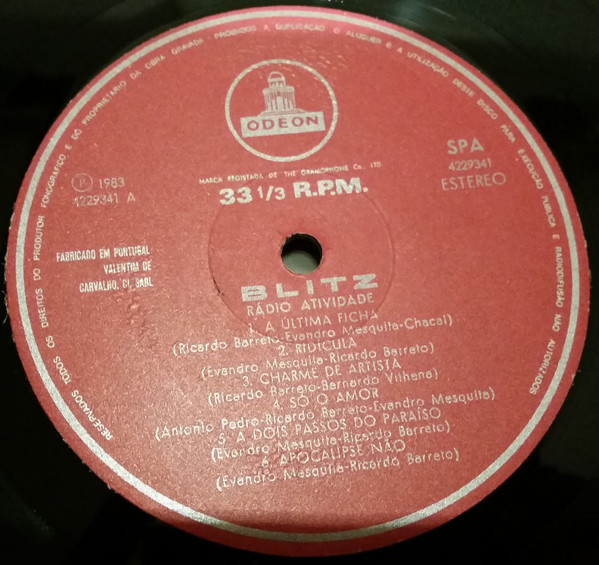 RESERVADOS TODOS OS DIREITOS DO PRODUTOR FONOGRÁFICO E DO PROPRIETÁRIO DA OBRA GRAVADA · PROIBIDOS A DUPLICAÇÃO O ALUGUER E A UTILIZAÇÃO DESTE DISCO PARA EXECUÇÃO PÚBLICA E RADIODIFUSÃO NÃO AUTORIZADOS
ODEON
MARCA REGISTADA DE THE GRAMOPHONE CO. LTD.
33 1/3 R.P.M.
SPA
4229341
ESTEREO
P 1983
4229341 A
FABRICADO EM PORTUGAL
VALENTIM DE
CARVALHO, CI, SARL
BLITZ
RÁDIO ATIVIDADE
1. A ÚLTIMA FICHA
(Ricardo Barreto-Evandro Mesquita-Chacal)
2. RIDÍCULA
(Evandro Mesquita-Ricardo Barreto)
3. CHARME DE ARTISTA
(Ricardo Barreto-Bernardo Vilhena)
4. SÓ O AMOR
(Antonio Pedro-Ricardo Barreto-Evandro Mesquita)
5. A DOIS PASSOS DO PARAÍSO
(Evandro Mesquita-Ricardo Barreto)
6. APOCALIPSE NÃO
(Evandro Mesquita-Ricardo Barreto)